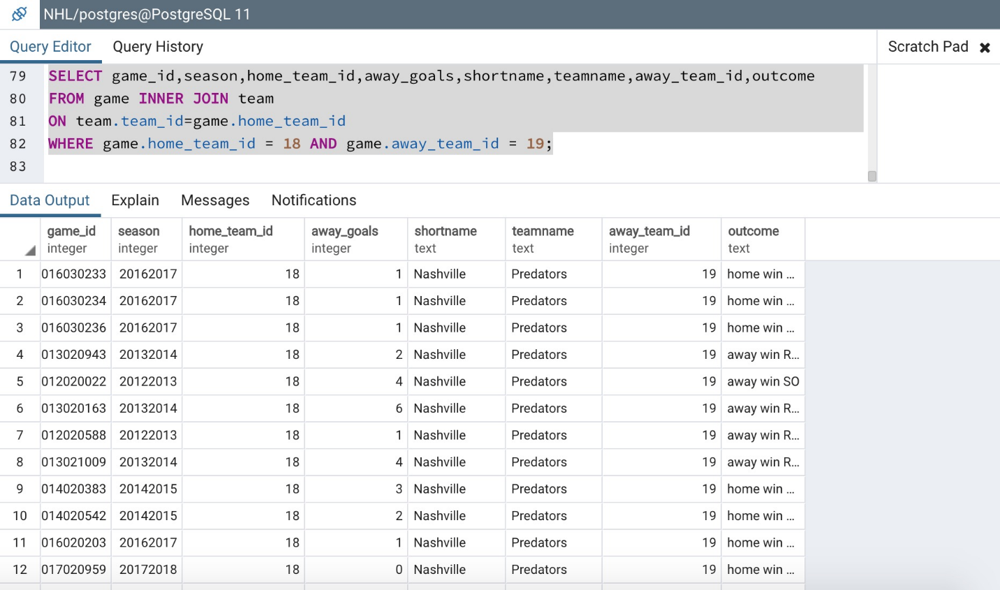 NHL/postgres@PostgreSQL 11
Query Editor Query History Scratch Pad
79 SELECT game_id,season,home_team_id,away_goals,shortname,teamname,away_team_id,outcome
80 FROM game INNER JOIN team
81 ON team.team_id=game.home_team_id
82 WHERE game.home_team_id = 18 AND game.away_team_id = 19;
83
Data Output Explain Messages Notifications
game_id season home_team_id away_goals shortname teamname away_team_id outcome
integer integer integer integer text text integer text
1 016030233 20162017 18 1 Nashville Predators 19 home win ...
2 016030234 20162017 18 1 Nashville Predators 19 home win ...
3 016030236 20162017 18 1 Nashville Predators 19 home win ...
4 013020943 20132014 18 2 Nashville Predators 19 away win R...
5 012020022 20122013 18 4 Nashville Predators 19 away win SO
6 013020163 20132014 18 6 Nashville Predators 19 away win R...
7 012020588 20122013 18 1 Nashville Predators 19 away win R...
8 013021009 20132014 18 4 Nashville Predators 19 away win R...
9 014020383 20142015 18 3 Nashville Predators 19 home win ...
10 014020542 20142015 18 2 Nashville Predators 19 home win ...
11 016020203 20162017 18 1 Nashville Predators 19 home win ...
12 017020959 20172018 18 0 Nashville Predators 19 home win ...